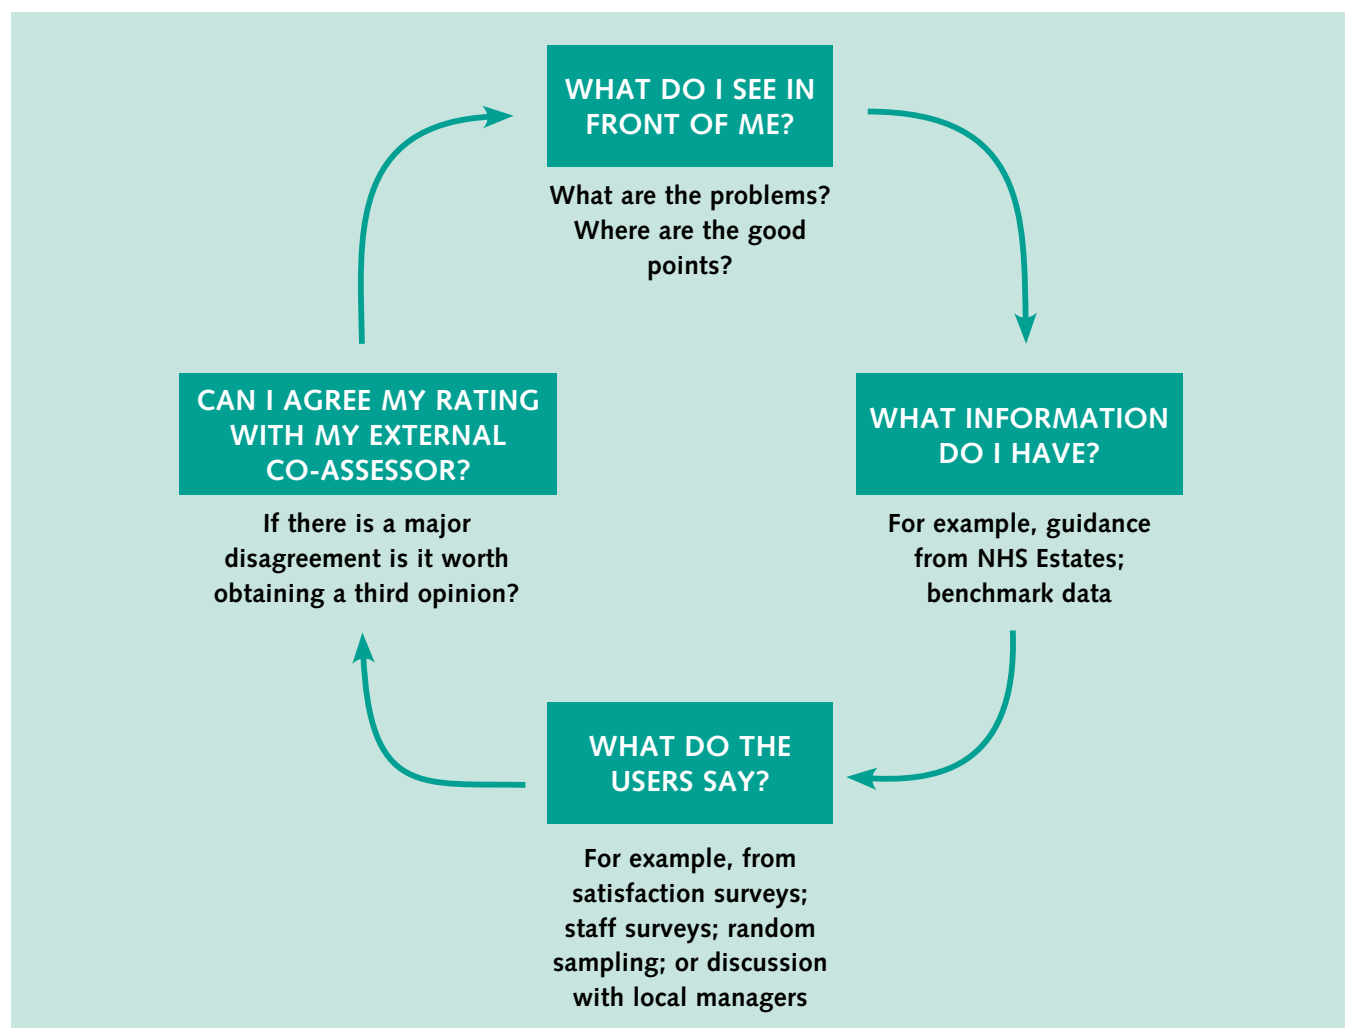 WHAT DO I SEE IN
FRONT OF ME?
What are the problems?
Where are the good
points?
WHAT INFORMATION
DO I HAVE?
For example, guidance
from NHS Estates;
benchmark data
WHAT DO THE
USERS SAY?
For example, from
satisfaction surveys;
staff surveys; random
sampling; or discussion
with local managers
CAN I AGREE MY RATING
WITH MY EXTERNAL
CO-ASSESSOR?
If there is a major
disagreement is it worth
obtaining a third opinion?